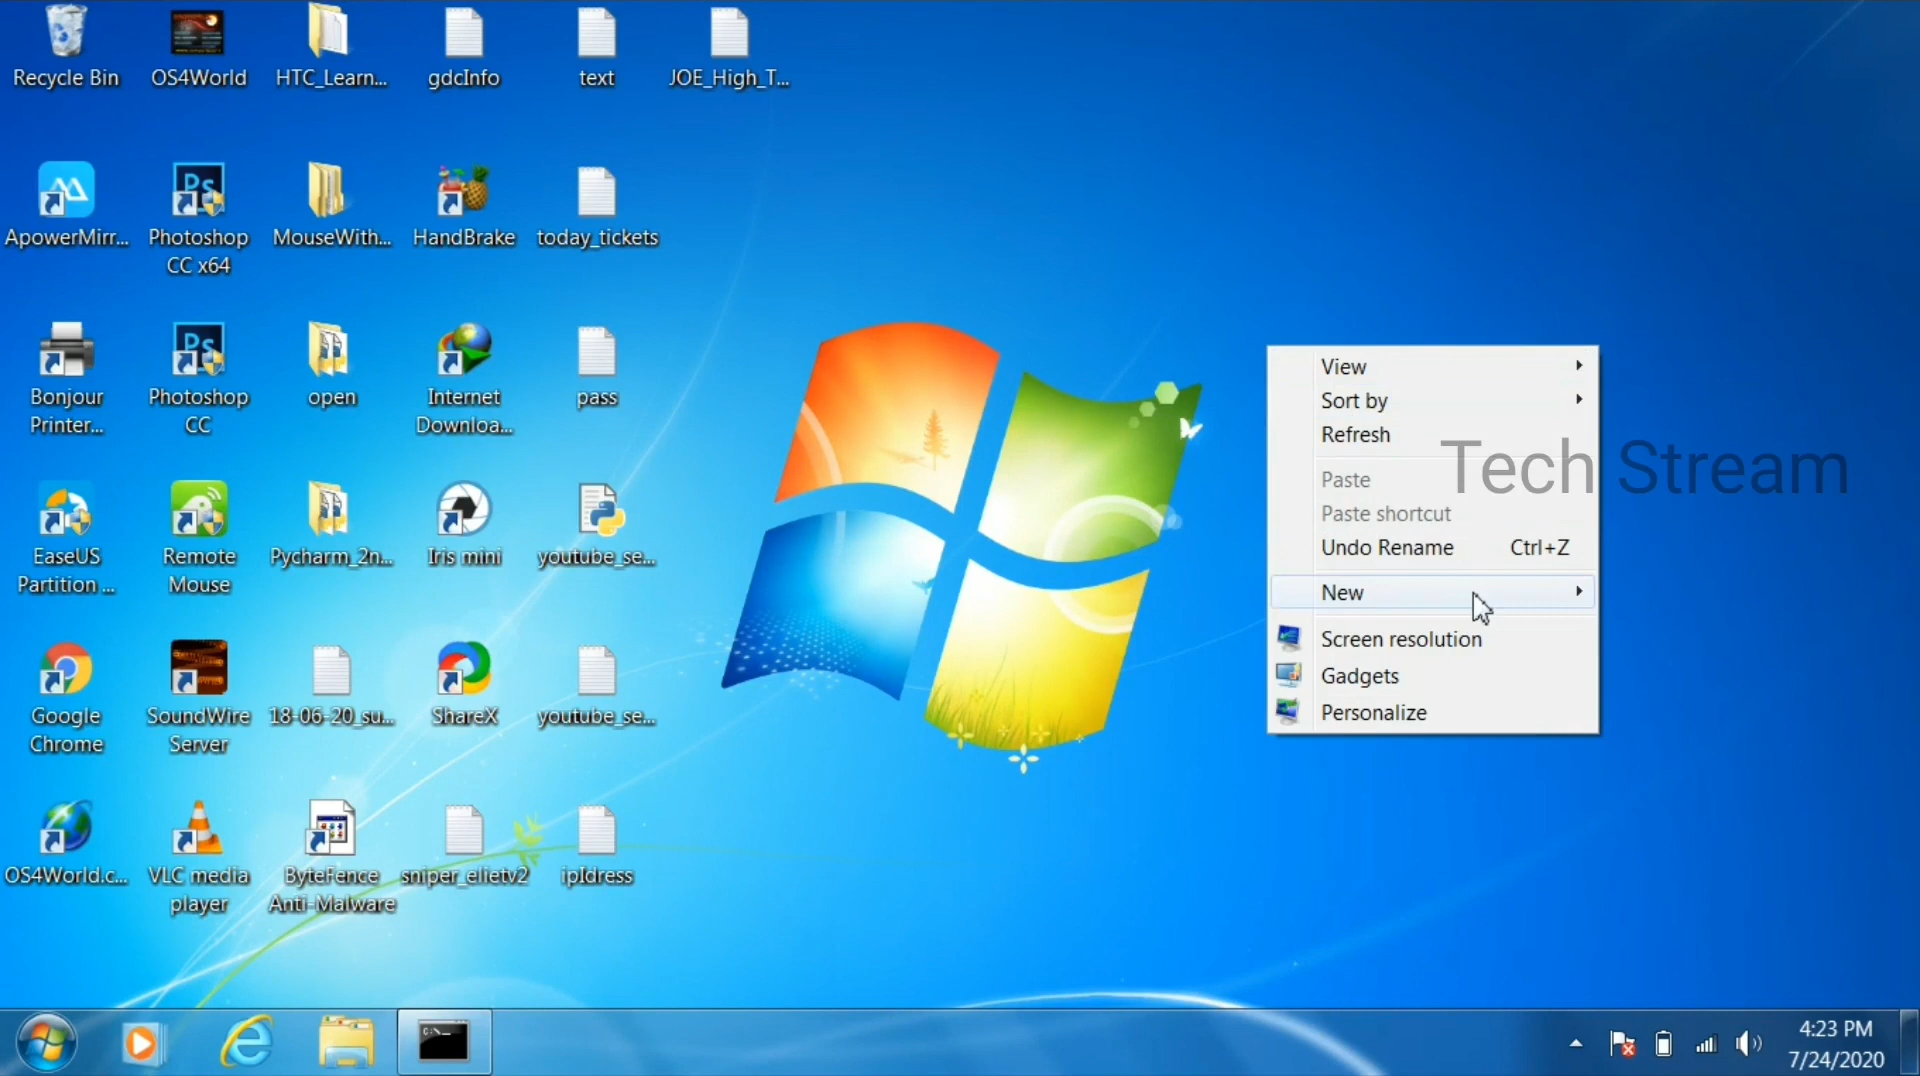 Recycle Bin
OS4World
HTC_Learn...
gdcInfo
text
JOE_High_T...
ApowerMirr...
Photoshop
CC x64
MouseWith...
HandBrake
today_tickets
Bonjour
Printer...
Photoshop
CC
open
Internet
Downloa...
pass
EaseUS
Partition ...
Remote
Mouse
Pycharm_2n...
Iris mini
youtube_se...
Google
Chrome
SoundWire
Server
18-06-20_su...
ShareX
youtube_se...
OS4World.c...
VLC media
player
ByteFence
Anti-Malware
sniper_elietv2
ipIdress
View
Sort by
Refresh
Paste
Paste shortcut
Undo Rename Ctrl+Z
New
Screen resolution
Gadgets
Personalize
Tech Stream
Ps
Ps
C:\_
4:23 PM
7/24/2020